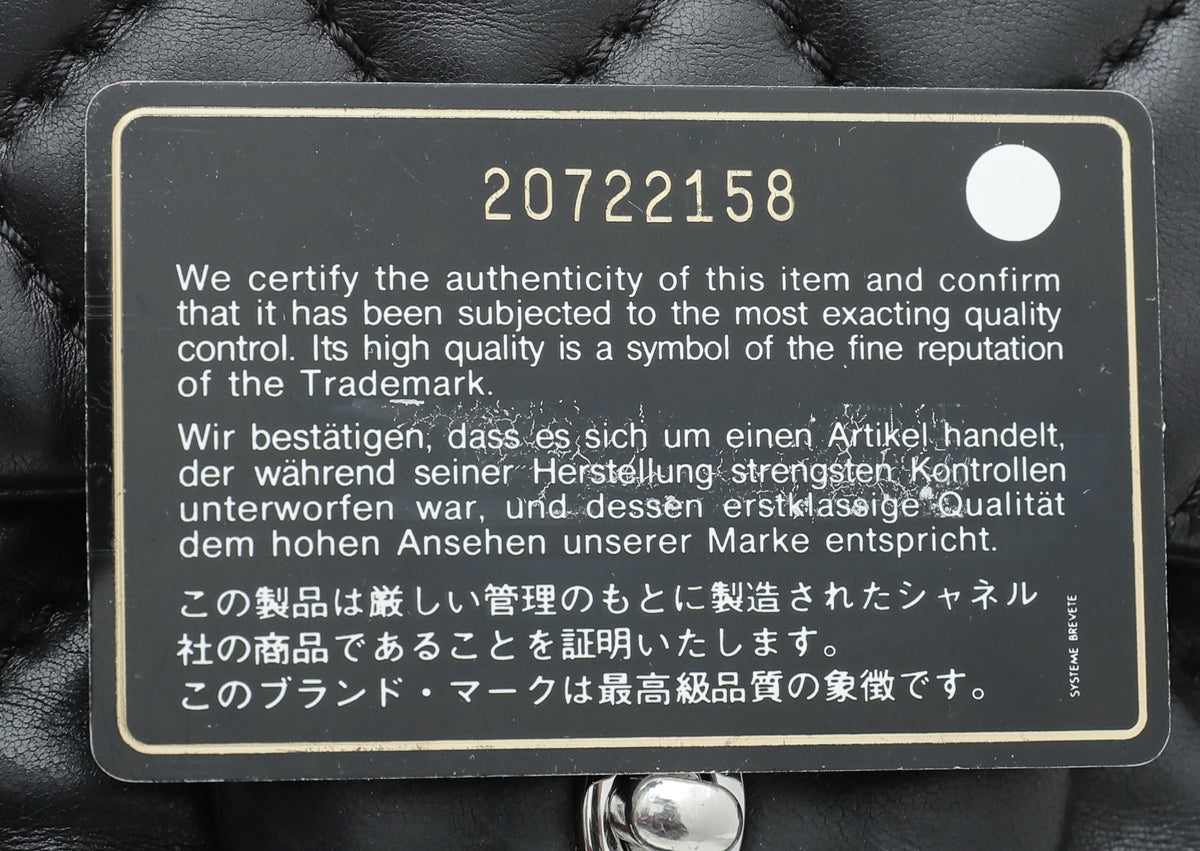 20722158
We certify the authenticity of this item and confirm
that it has been subjected to the most exacting quality
control. Its high quality is a symbol of the fine reputation
of the Trademark.
Wir bestätigen, dass es sich um einen Artikel handelt,
der während seiner Herstellung strengsten Kontrollen
unterworfen war, und dessen erstklassige Qualität
dem hohen Ansehen unserer Marke entspricht.
この製品は厳しい管理のもとに製造されたシャネル
社の商品であることを証明いたします。
このブランド・マークは最高級品質の象徴です。
SYSTEME BREVETE